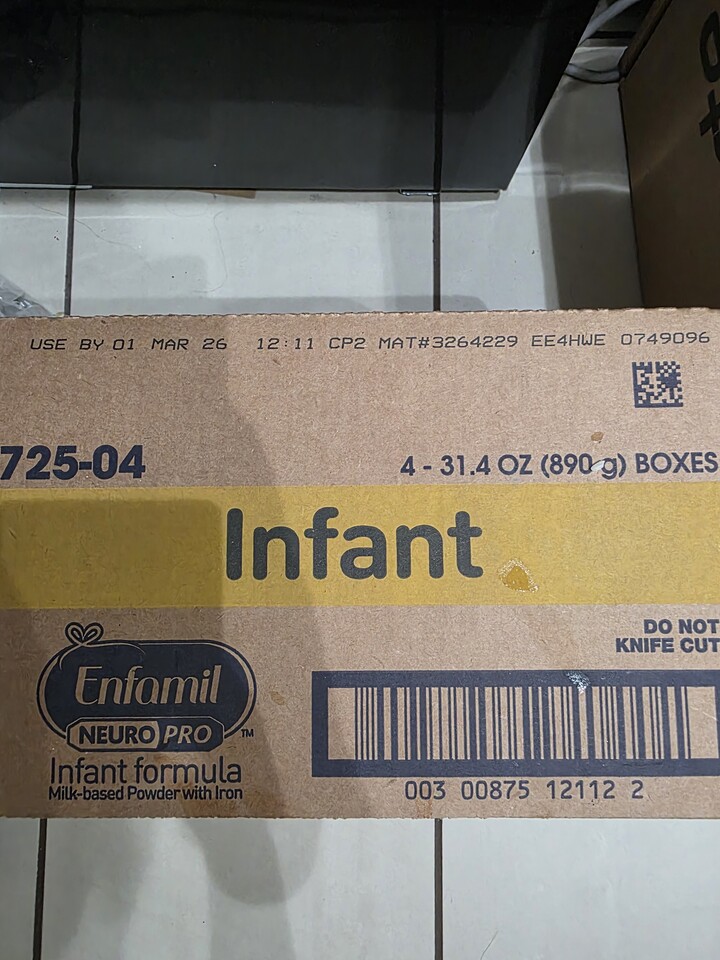 USE BY 01 MAR 26 12:11 CP2 MAT#3264229 EE4HWE 0749096
725-04
4 - 31.4 OZ (890 g) BOXES
Infant
DO NOT
KNIFE CUT
Enfamil
NEURO PRO™
Infant formula
Milk-based Powder with Iron
003 00875 12112 2